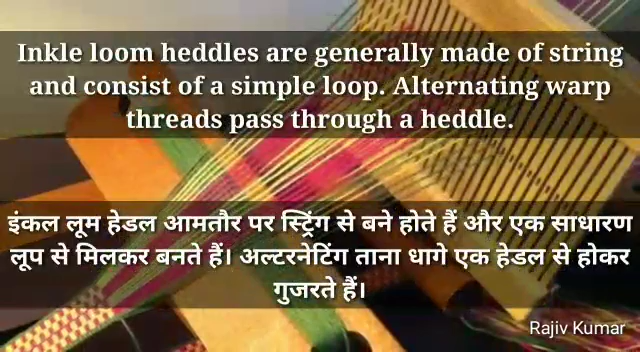 Inkle loom heddles are generally made of string
and consist of a simple loop. Alternating warp
threads pass through a heddle.
इंकल लूम हेडल आमतौर पर स्ट्रिंग से बने होते हैं और एक साधारण
लूप से मिलकर बनते हैं। अल्टरनेटिंग ताना धागे एक हेडल से होकर
गुजरते हैं।
Rajiv Kumar